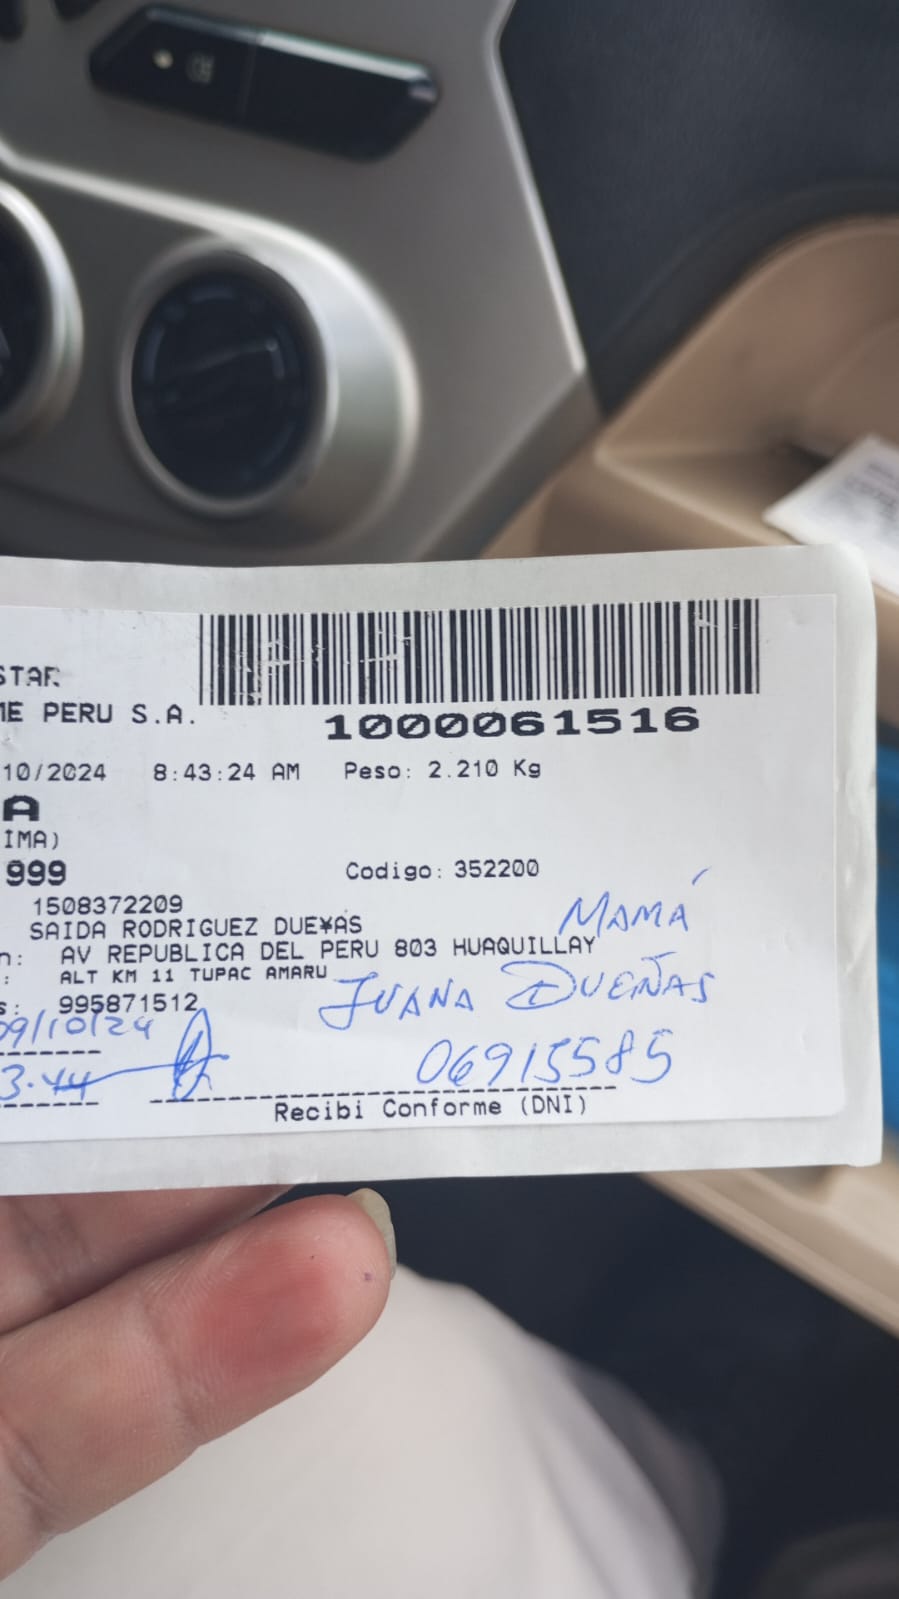 STAR
ME PERU S.A.
1000061516
10/2024 8:43:24 AM Peso: 2.210 Kg
A
IMA)
999 Codigo: 352200
1508372209
SAIDA RODRIGUEZ DUE¥AS MAMÁ
n: AV REPUBLICA DEL PERU 803 HUAQUILLAY
: ALT KM 11 TUPAC AMARU
JUANA DUEÑAS
s: 995871512
09/10/24
3.44 06915585
Recibi Conforme (DNI)